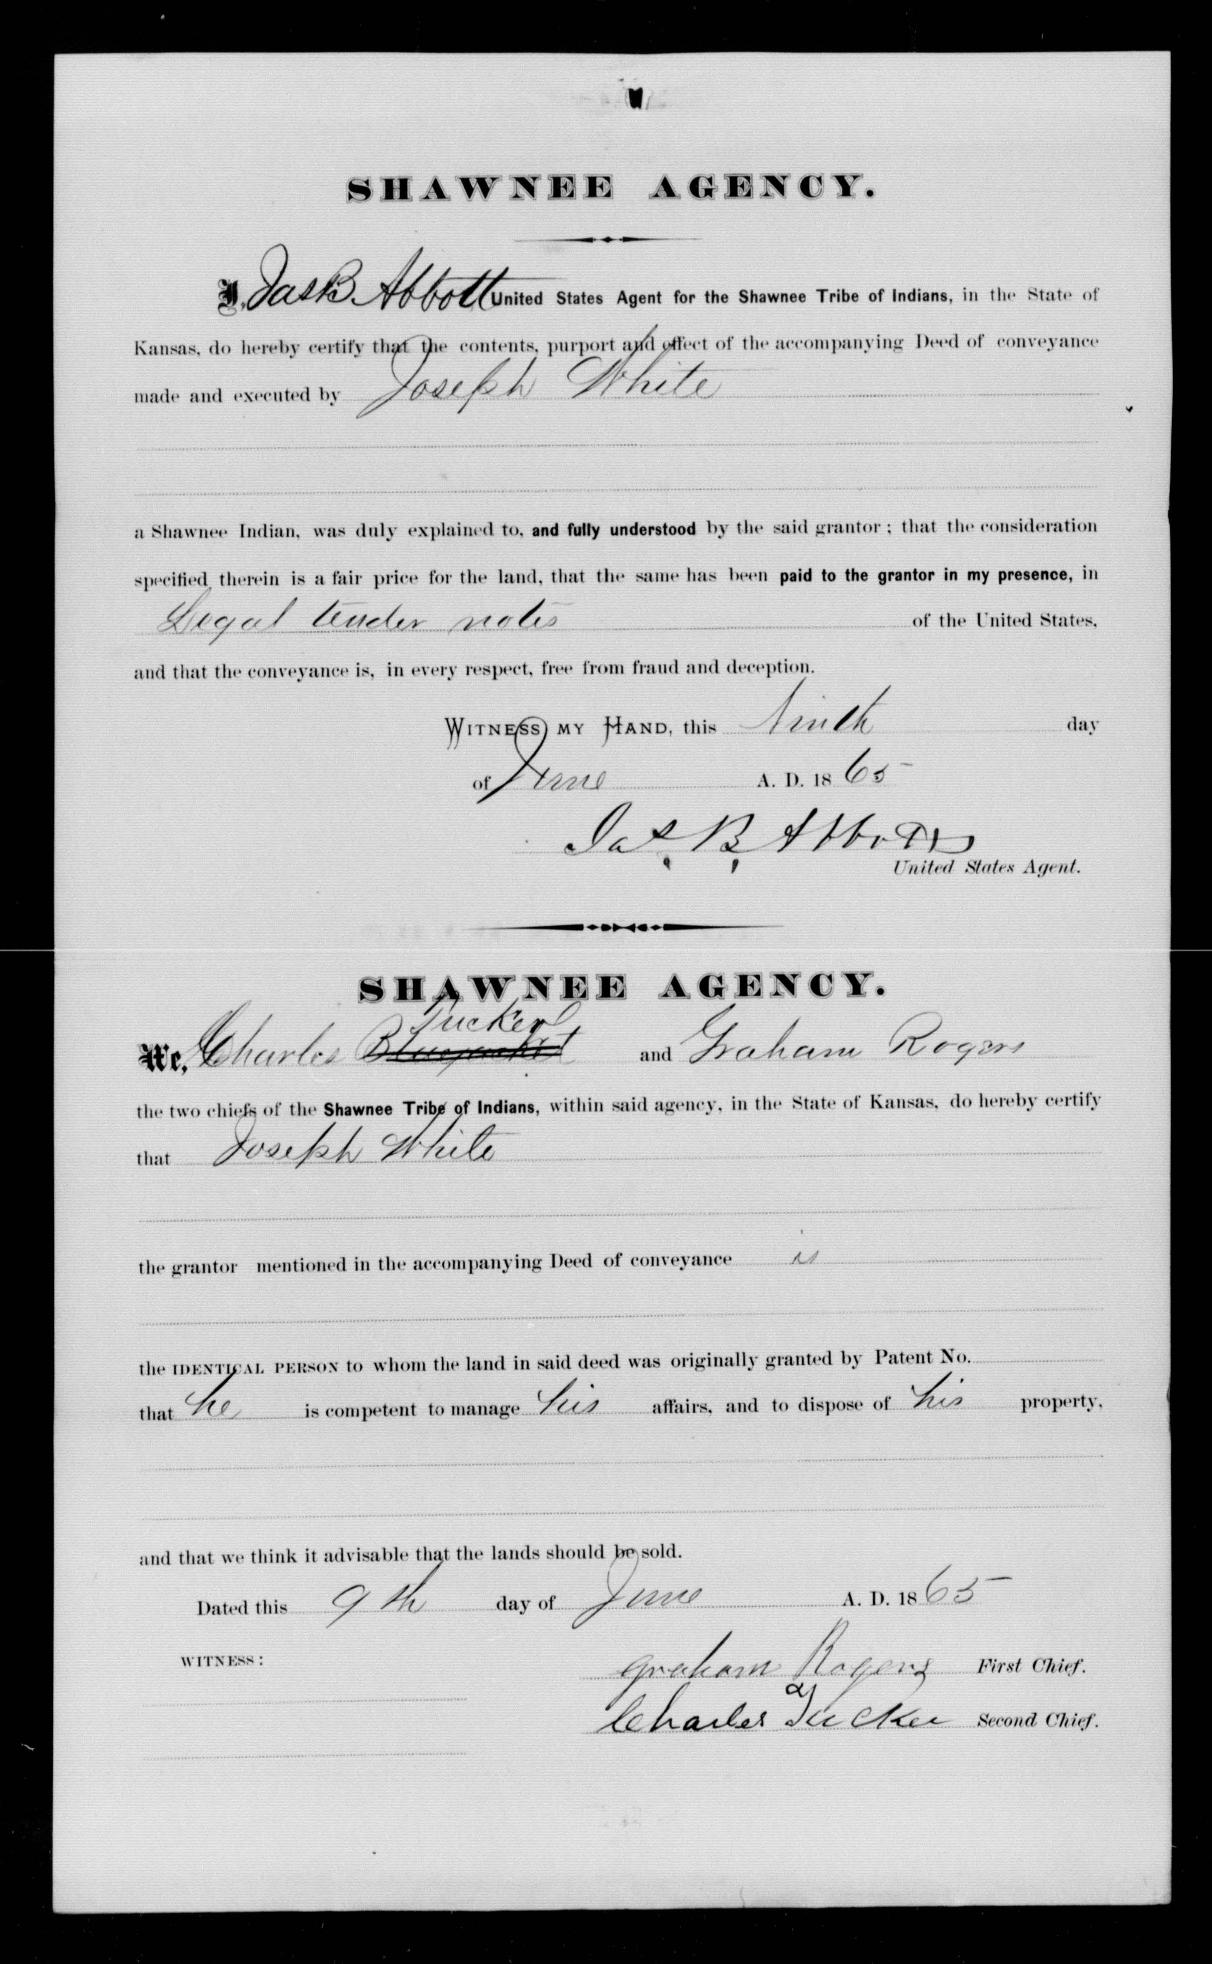 SHAWNEE AGENCY.
I, Jas B Abbott United States Agent for the Shawnee Tribe of Indians, in the State of
Kansas, do hereby certify that the contents, purport and effect of the accompanying Deed of conveyance
made and executed by Joseph White
a Shawnee Indian, was duly explained to, and fully understood by the said grantor; that the consideration
specified therein is a fair price for the land, that the same has been paid to the grantor in my presence, in
Legal tender notes of the United States,
and that the conveyance is, in every respect, free from fraud and deception.
WITNESS MY HAND, this Ninth day
of June A. D. 1865
Jas. B. Abbott
United States Agent.
SHAWNEE AGENCY.
Tucker
We, Charles Bluejacket and Graham Rogers
the two chiefs of the Shawnee Tribe of Indians, within said agency, in the State of Kansas, do hereby certify
that Joseph White
the grantor mentioned in the accompanying Deed of conveyance is
the IDENTICAL PERSON to whom the land in said deed was originally granted by Patent No.
that he is competent to manage his affairs, and to dispose of his property,
and that we think it advisable that the lands should be sold.
Dated this 9th day of June A. D. 1865
WITNESS:
Graham Rogers First Chief.
Charles Tucker Second Chief.